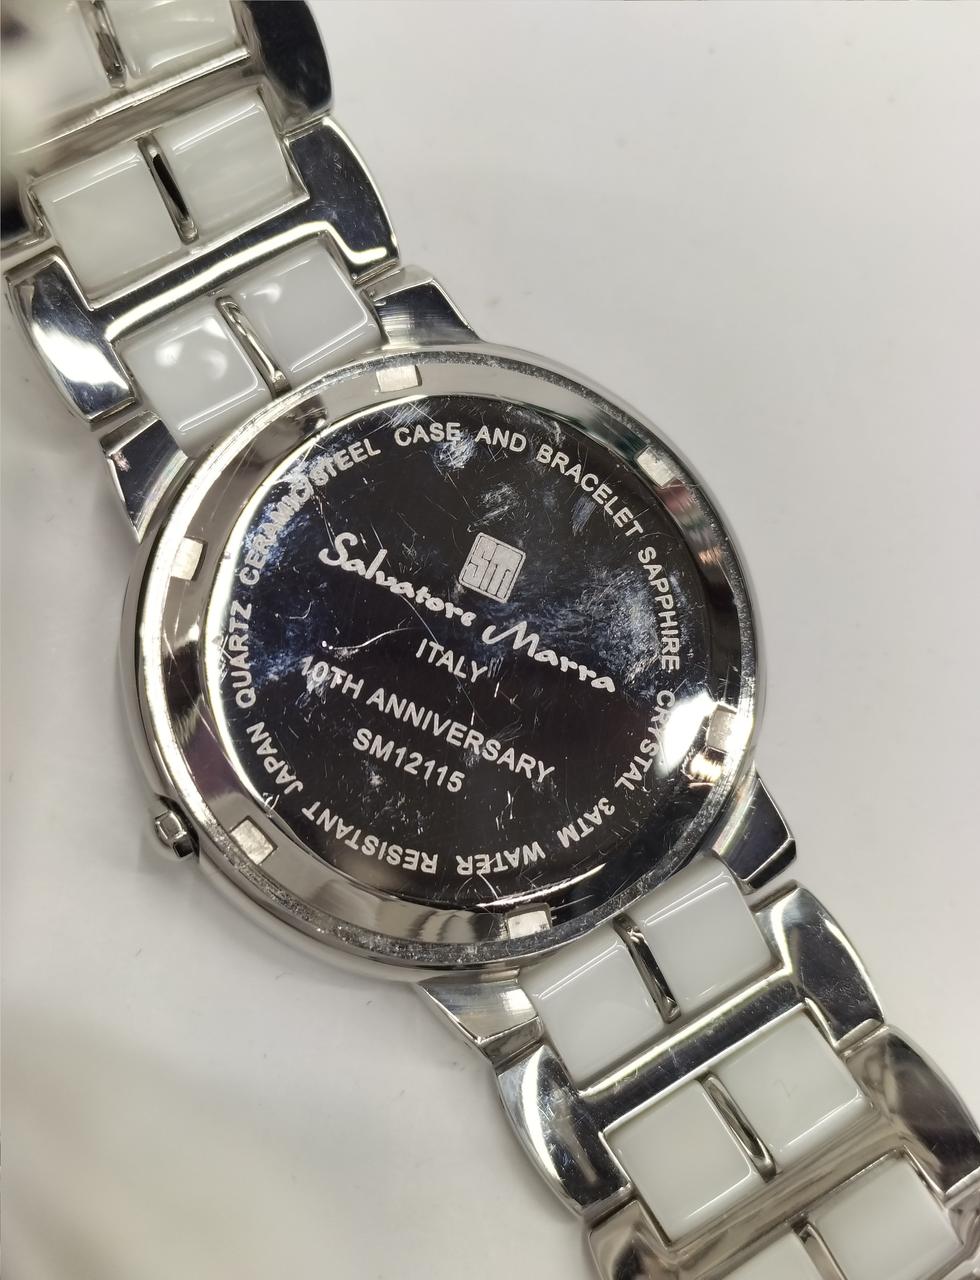 SM
Salvatore Marra
ITALY
10TH ANNIVERSARY
SM12115
CERAMIC/STEEL CASE AND BRACELET SAPPHIRE CRYSTAL 3ATM WATER RESISTANT JAPAN QUARTZ